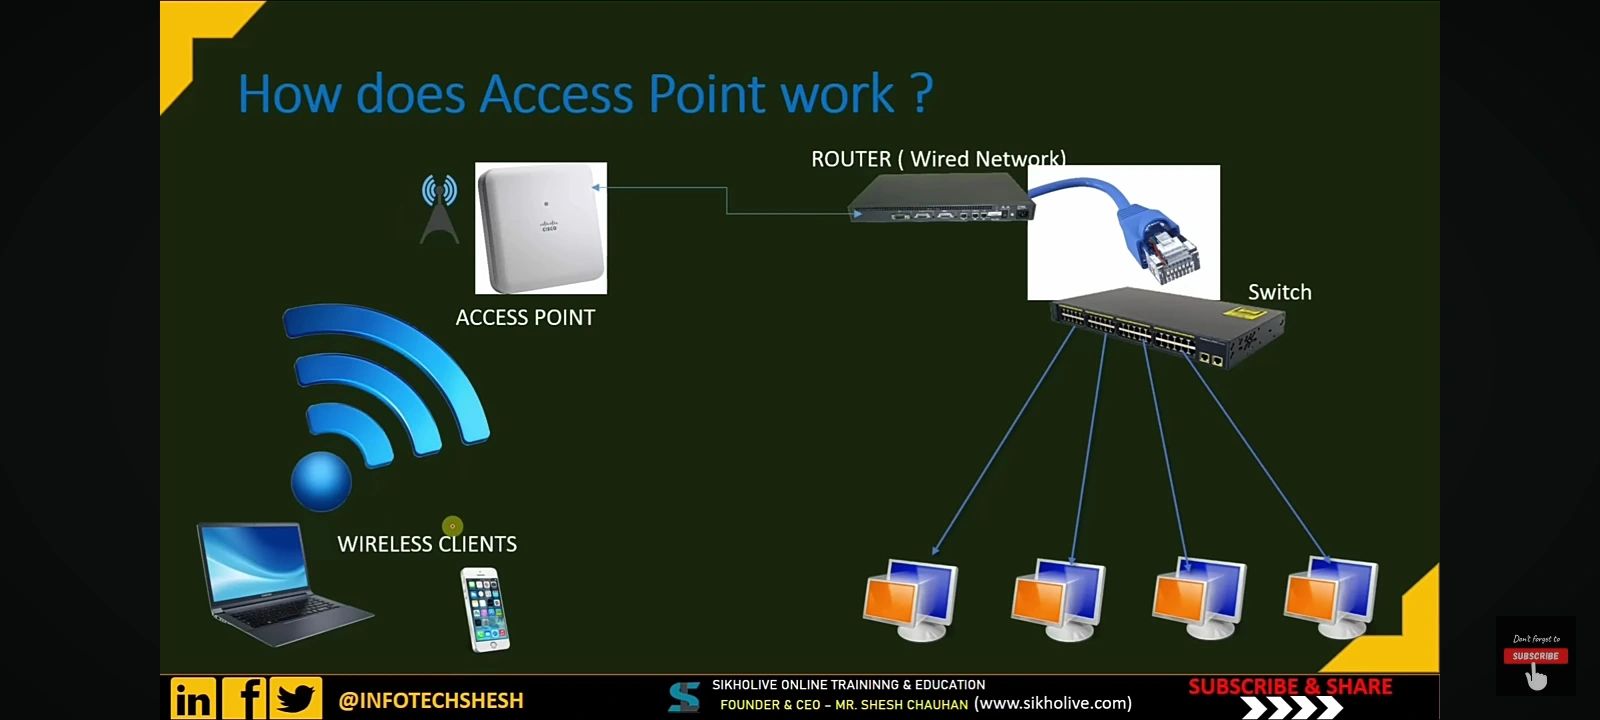 How does Access Point work ?
ROUTER ( Wired Network)
CISCO
Switch
ACCESS POINT
WIRELESS CLIENTS
Don't forget to
SUBSCRIBE
in f
@INFOTECHSHESH
SIKHOLIVE ONLINE TRAININNG & EDUCATION
FOUNDER & CEO – MR. SHESH CHAUHAN (www.sikholive.com)
SUBSCRIBE & SHARE